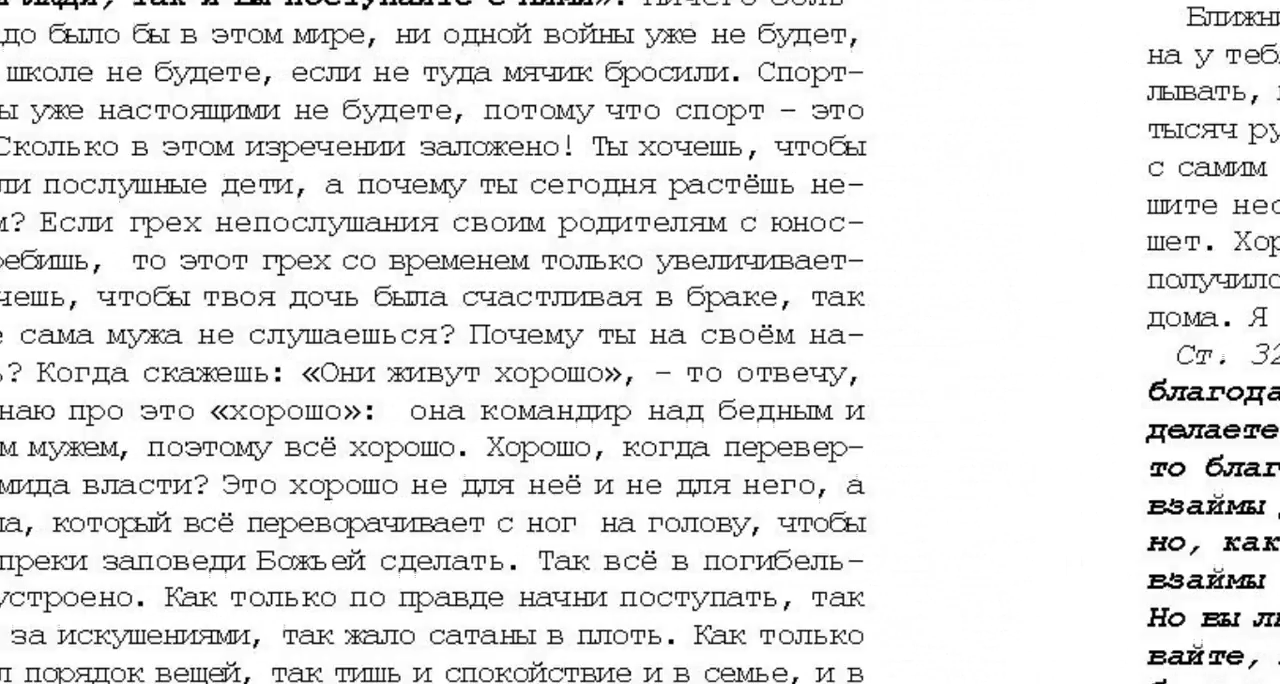 до было бы в этом мире, ни одной войны уже не будет,
школе не будете, если не туда мячик бросили. Спорт-
ы уже настоящими не будете, потому что спорт – это
Сколько в этом изречении заложено! Ты хочешь, чтобы
ли послушные дети, а почему ты сегодня растёшь не-
м? Если грех непослушания своим родителям с юнос-
ребишь, то этот грех со временем только увеличивает-
чешь, чтобы твоя дочь была счастливая в браке, так
е сама мужа не слушаешься? Почему ты на своём на-
ь? Когда скажешь: «Они живут хорошо», – то отвечу,
наю про это «хорошо»: она командир над бедным и
м мужем, поэтому всё хорошо. Хорошо, когда перевер-
мида власти? Это хорошо не для неё и не для него, а
ла, который всё переворачивает с ног на голову, чтобы
преки заповеди Божьей сделать. Так всё в погибель-
устроено. Как только по правде начни поступать, так
за искушениями, так жало сатаны в плоть. Как только
л порядок вещей, так тишь и спокойствие и в семье, и в
Ближн
на у теб
лывать,
тысяч ру
с самим
шите нес
шет. Хор
получило
дома. Я
Ст. 32
благода
делаете
то благ
взаймы
но, как
взаймы
Но вы л
вайте,